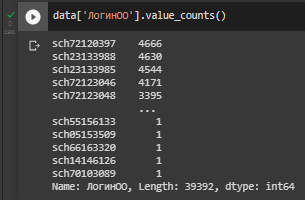 data['ЛогинОО'].value_counts()
sch72120397 4666
sch23133988 4630
sch23133985 4544
sch72123046 4171
sch72123048 3395
...
sch55156133 1
sch05153509 1
sch66163320 1
sch14146126 1
sch70103089 1
Name: ЛогинОО, Length: 39392, dtype: int64